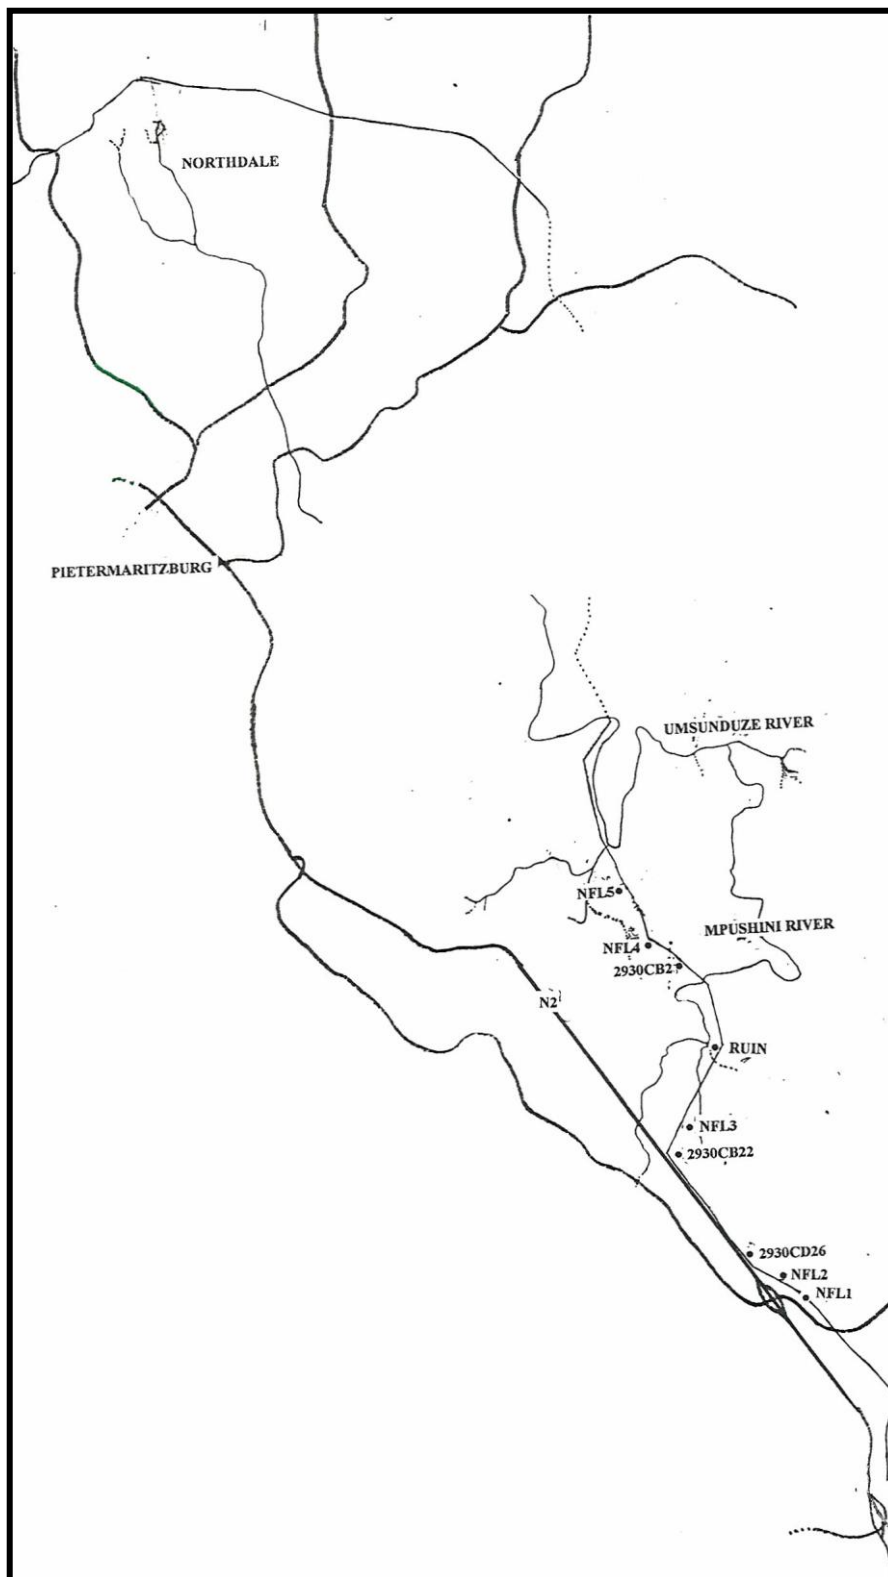 NORTHDALE
PIETERMARITZBURG
UMSUNDUZE RIVER
NFL5
MPUSHINI RIVER
NFL4
2930CB2
N2
RUIN
NFL3
2930CB22
2930CD26
NFL2
NFL1